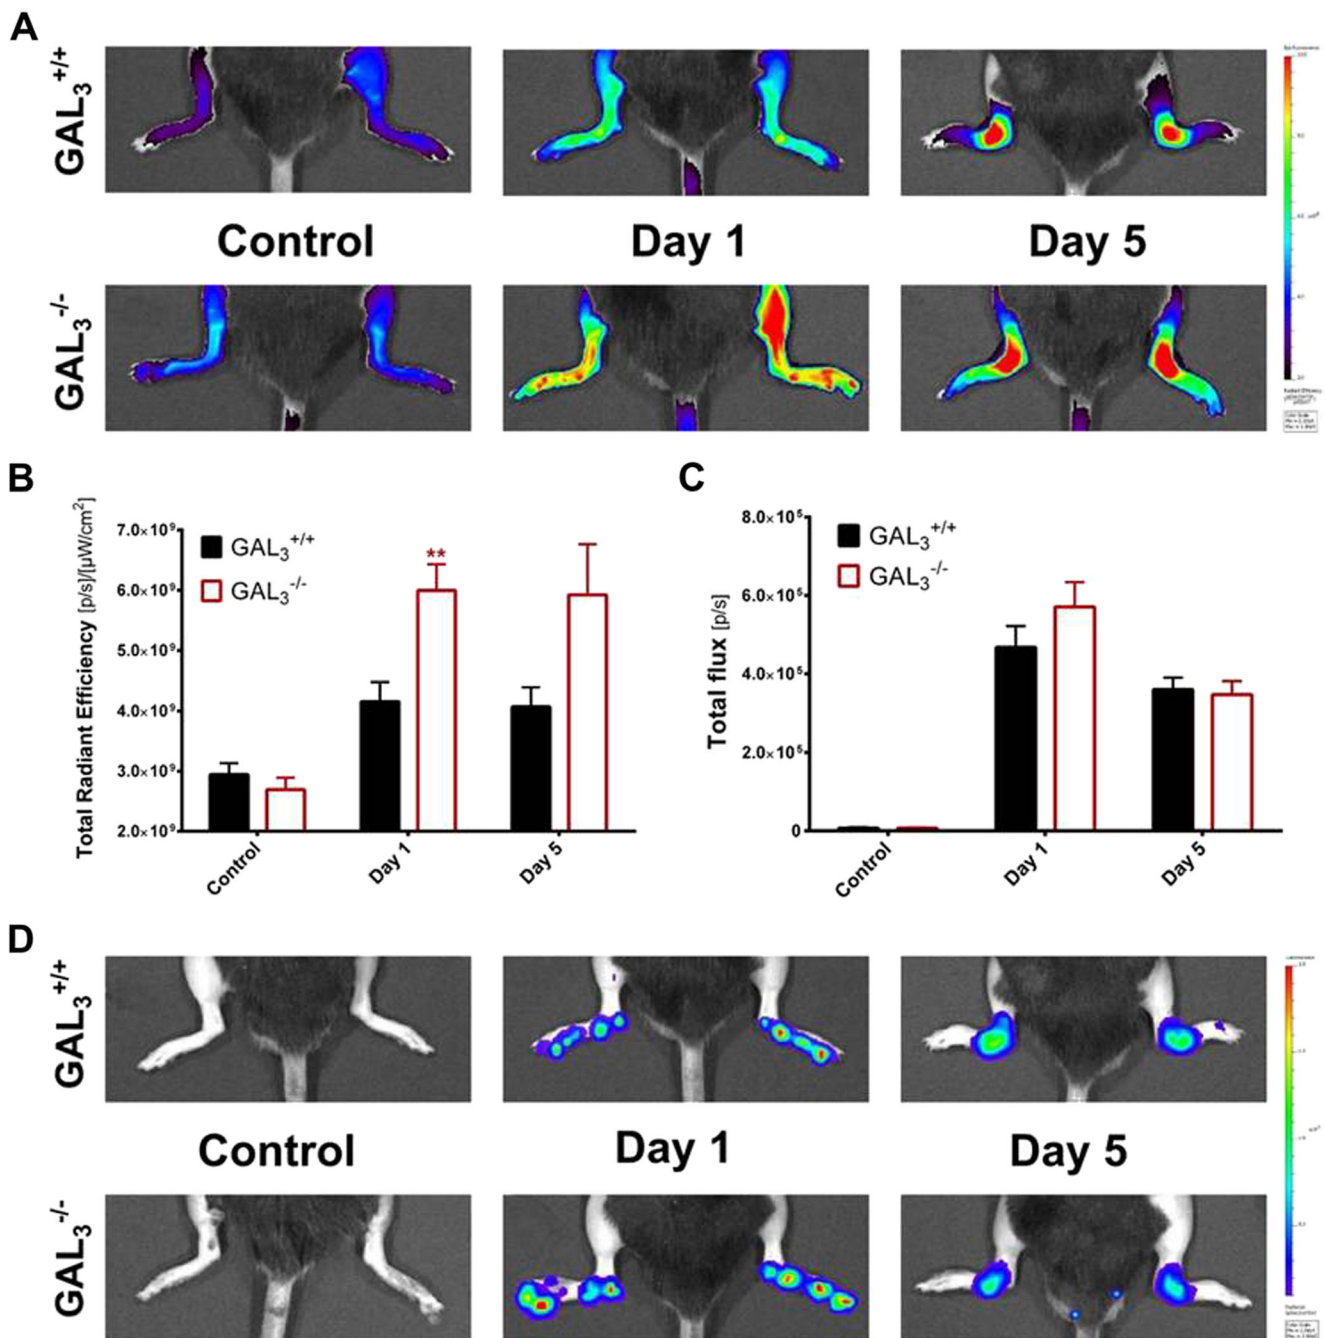 A
GAL3+/+
Control
Day 1
Day 5
GAL3-/-
B
Total Radiant Efficiency [p/s]/[µW/cm2]
7.0×109
6.0×109
5.0×109
4.0×109
3.0×109
2.0×109
GAL3+/+
GAL3-/-
**
Control
Day 1
Day 5
C
Total flux [p/s]
8.0×105
6.0×105
4.0×105
2.0×105
0
GAL3+/+
GAL3-/-
Control
Day 1
Day 5
D
GAL3+/+
Control
Day 1
Day 5
GAL3-/-